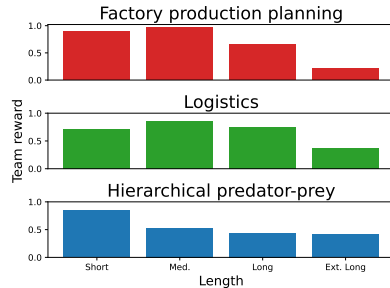 Factory production planning
1.0
0.5
0.0
Logistics
Team reward
1.0
0.5
0.0
Hierarchical predator-prey
1.0
0.5
0.0
Short Med. Long Ext. Long
Length